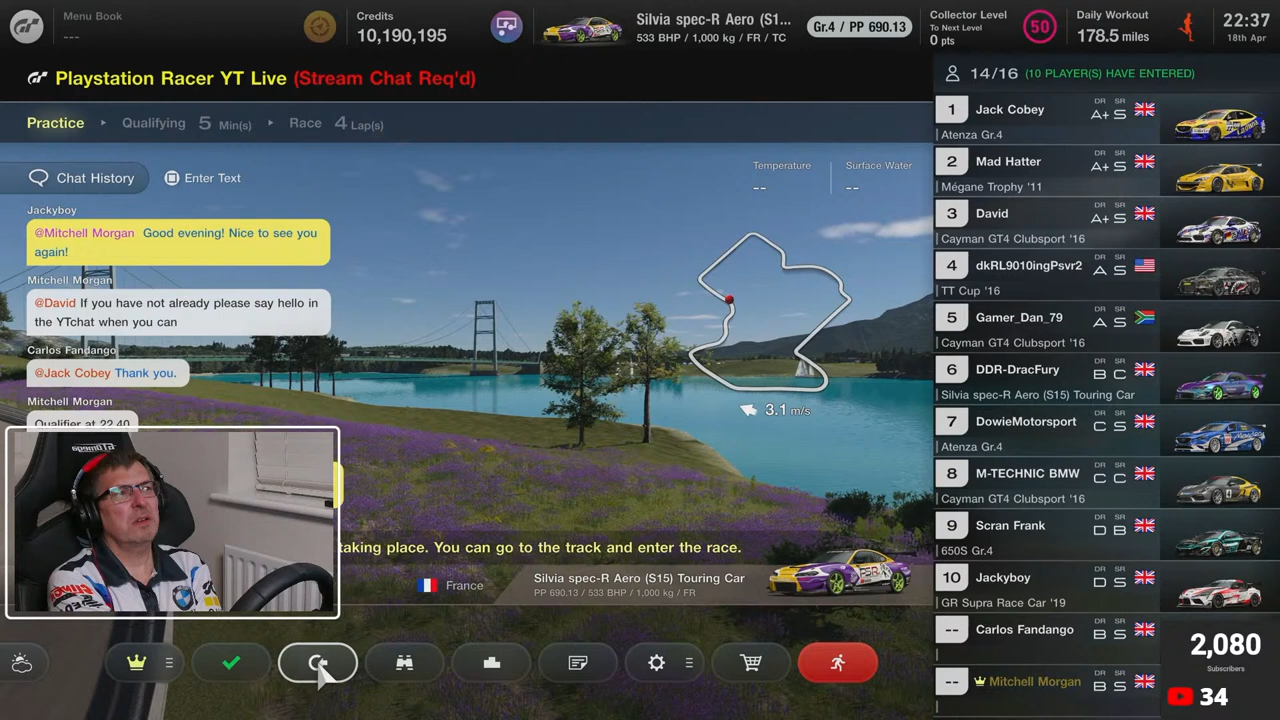 Menu Book
---
Credits
10,190,195
Silvia spec-R Aero (S1...
533 BHP / 1,000 kg / FR / TC
Gr.4 / PP 690.13
Collector Level
To Next Level
0 pts
50
Daily Workout
178.5 miles
22:37
18th Apr
Playstation Racer YT Live (Stream Chat Req'd)
14/16 (10 PLAYER(S) HAVE ENTERED)
Practice Qualifying 5 Min(s) Race 4 Lap(s)
Chat History
Enter Text
Temperature
--
Surface Water
--
Jackyboy
@Mitchell Morgan Good evening! Nice to see you
again!
Mitchell Morgan
@David If you have not already please say hello in
the YTchat when you can
Carlos Fandango
@Jack Cobey Thank you.
Mitchell Morgan
Qualifier at 22.40
3.1 m/s
taking place. You can go to the track and enter the race.
France
Silvia spec-R Aero (S15) Touring Car
PP 690.13 / 533 BHP / 1,000 kg / FR
1 Jack Cobey DR A+ SR S
Atenza Gr.4
2 Mad Hatter DR A+ SR S
Mégane Trophy '11
3 David DR A+ SR S
Cayman GT4 Clubsport '16
4 dkRL9010ingPsvr2 DR A SR S
TT Cup '16
5 Gamer_Dan_79 DR A SR S
Cayman GT4 Clubsport '16
6 DDR-DracFury DR B SR C
Silvia spec-R Aero (S15) Touring Car
7 DowieMotorsport DR C SR S
Atenza Gr.4
8 M-TECHNIC BMW DR C SR C
Cayman GT4 Clubsport '16
9 Scran Frank DR D SR B
650S Gr.4
10 Jackyboy DR D SR S
GR Supra Race Car '19
-- Carlos Fandango DR B SR S
-- Mitchell Morgan DR B SR S
2,080
Subscribers
34